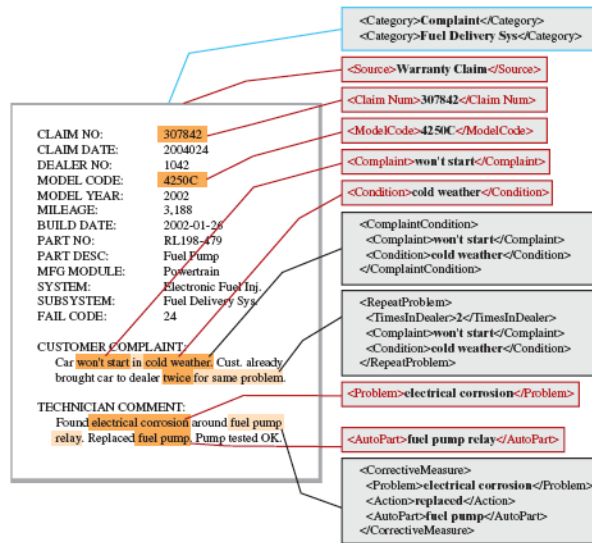 <Category>Complaint</Category>
<Category>Fuel Delivery Sys</Category>
<Source>Warranty Claim</Source>
<Claim Num>307842</Claim Num>
<ModelCode>4250C</ModelCode>
<Complaint>won't start</Complaint>
<Condition>cold weather</Condition>
<ComplaintCondition>
<Complaint>won't start</Complaint>
<Condition>cold weather</Condition>
</ComplaintCondition>
<RepeatProblem>
<TimesInDealer>2</TimesInDealer>
<Complaint>won't start</Complaint>
<Condition>cold weather</Condition>
</RepeatProblem>
<Problem>electrical corrosion</Problem>
<AutoPart>fuel pump relay</AutoPart>
<CorrectiveMeasure>
<Problem>electrical corrosion</Problem>
<Action>replaced</Action>
<AutoPart>fuel pump</AutoPart>
</CorrectiveMeasure>
CLAIM NO: 307842
CLAIM DATE: 2004024
DEALER NO: 1042
MODEL CODE: 4250C
MODEL YEAR: 2002
MILEAGE: 3,188
BUILD DATE: 2002-01-26
PART NO: RL198-479
PART DESC: Fuel Pump
MFG MODULE: Powertrain
SYSTEM: Electronic Fuel Inj.
SUBSYSTEM: Fuel Delivery Sys.
FAIL CODE: 24
CUSTOMER COMPLAINT:
Car won't start in cold weather. Cust. already
brought car to dealer twice for same problem.
TECHNICIAN COMMENT:
Found electrical corrosion around fuel pump
relay. Replaced fuel pump. Pump tested OK.